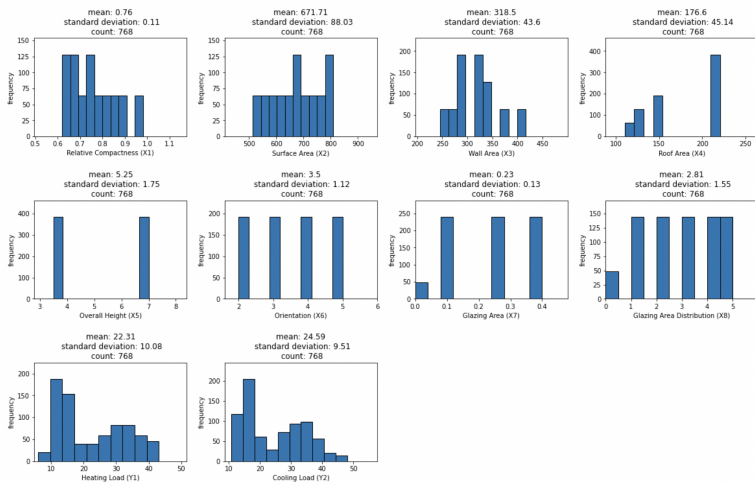 mean: 0.76
standard deviation: 0.11
count: 768
150
125
100
75
50
25
0
frequency
0.5 0.6 0.7 0.8 0.9 1.0 1.1
Relative Compactness (X1)
mean: 671.71
standard deviation: 88.03
count: 768
150
125
100
75
50
25
0
frequency
500 600 700 800 900
Surface Area (X2)
mean: 318.5
standard deviation: 43.6
count: 768
200
150
100
50
0
frequency
200 250 300 350 400 450
Wall Area (X3)
mean: 176.6
standard deviation: 45.14
count: 768
400
300
200
100
0
frequency
100 150 200 250
Roof Area (X4)
mean: 5.25
standard deviation: 1.75
count: 768
400
300
200
100
0
frequency
3 4 5 6 7 8
Overall Height (X5)
mean: 3.5
standard deviation: 1.12
count: 768
200
150
100
50
0
frequency
2 3 4 5 6
Orientation (X6)
mean: 0.23
standard deviation: 0.13
count: 768
250
200
150
100
50
0
frequency
0.0 0.1 0.2 0.3 0.4
Glazing Area (X7)
mean: 2.81
standard deviation: 1.55
count: 768
150
125
100
75
50
25
0
frequency
0 1 2 3 4 5
Glazing Area Distribution (X8)
mean: 22.31
standard deviation: 10.08
count: 768
200
150
100
50
0
frequency
10 20 30 40 50
Heating Load (Y1)
mean: 24.59
standard deviation: 9.51
count: 768
200
150
100
50
0
frequency
10 20 30 40 50
Cooling Load (Y2)